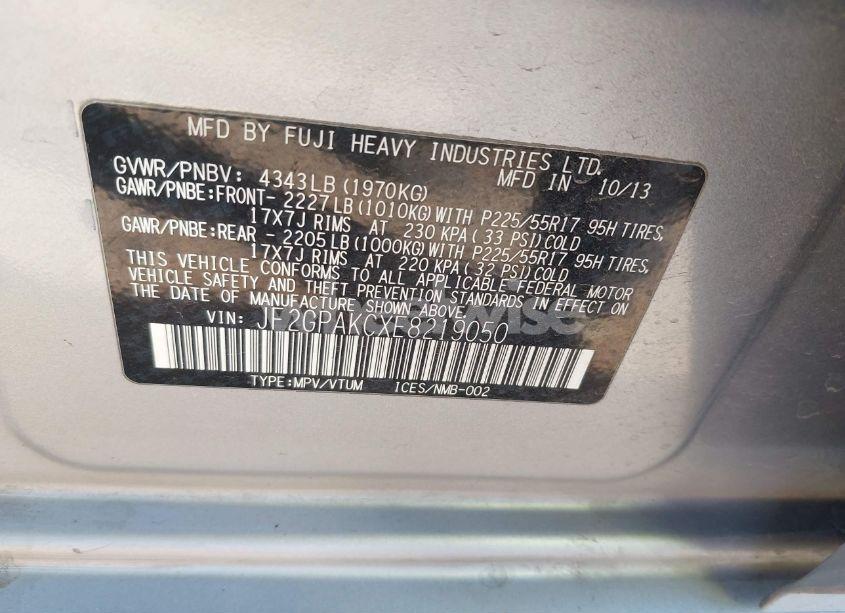 MFD BY FUJI HEAVY INDUSTRIES LTD.
GVWR/PNBV: 4343LB (1970KG) MFD IN 10/13
GAWR/PNBE:FRONT- 2227LB (1010KG) WITH P225/55R17 95H TIRES,
17X7J RIMS AT 230 KPA ( 33 PSI) COLD
GAWR/PNBE:REAR - 2205LB (1000KG) WITH P225/55R17 95H TIRES,
17X7J RIMS AT 220 KPA ( 32 PSI) COLD
THIS VEHICLE CONFORMS TO ALL APPLICABLE FEDERAL MOTOR
VEHICLE SAFETY AND THEFT PREVENTION STANDARDS IN EFFECT ON
THE DATE OF MANUFACTURE SHOWN ABOVE.
VIN: JF2GPAKCXE8219050
TYPE:MPV/VTUM ICES/NMB-002